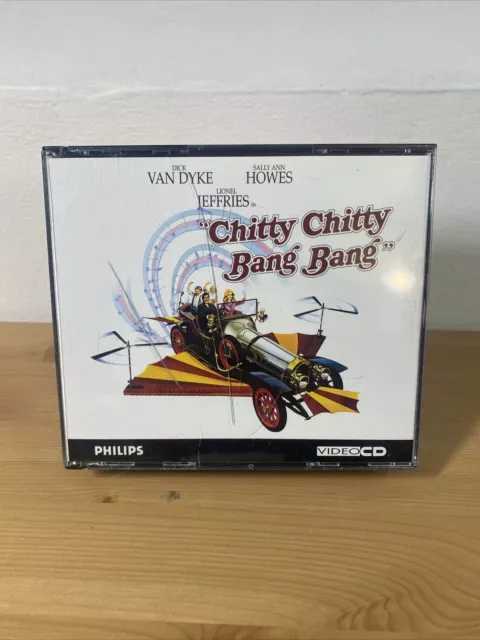 DICK
VAN DYKE
SALLY ANN
HOWES
LIONEL
JEFFRIES in
"Chitty Chitty
Bang Bang"
PHILIPS
VIDEO CD